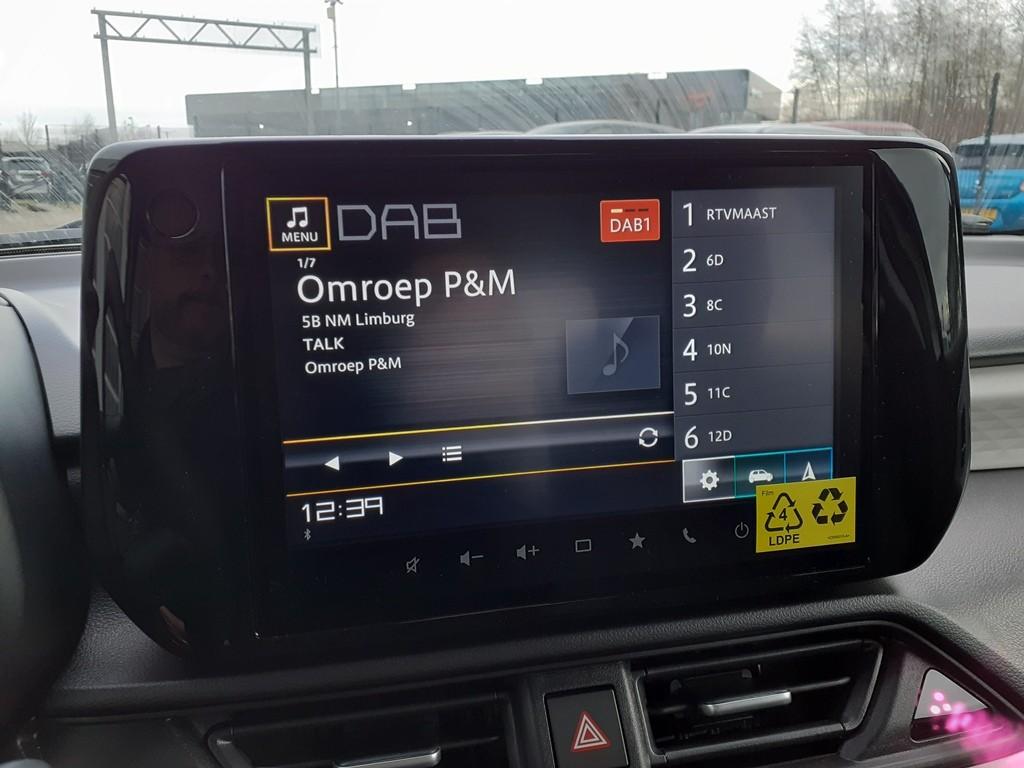 MENU
DAB
DAB1
1/7
Omroep P&M
5B NM Limburg
TALK
Omroep P&M
1 RTVMAAST
2 6D
3 8C
4 10N
5 11C
6 12D
12:39
Film
4
LDPE